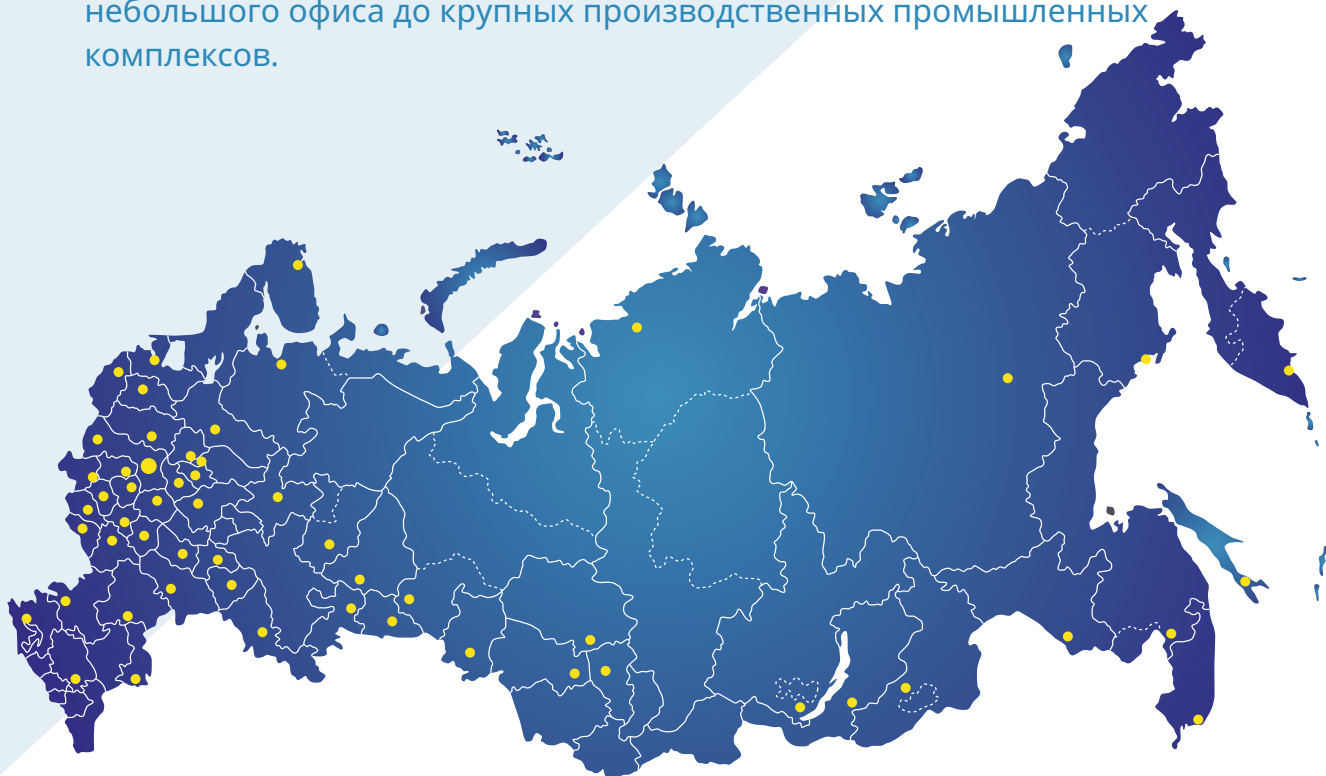 небольшого офиса до крупных производственных промышленных
комплексов.